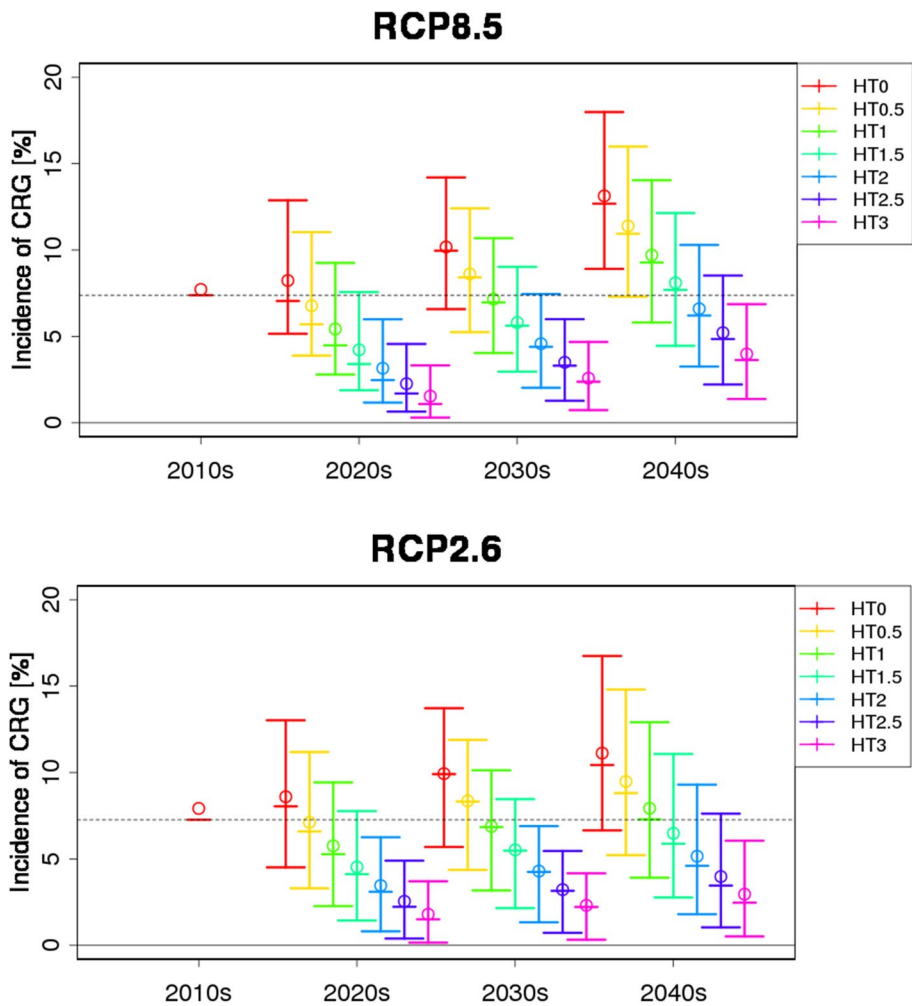 RCP8.5
Incidence of CRG [%]
20
15
10
5
0
2010s 2020s 2030s 2040s
HT0
HT0.5
HT1
HT1.5
HT2
HT2.5
HT3
RCP2.6
Incidence of CRG [%]
20
15
10
5
0
2010s 2020s 2030s 2040s
HT0
HT0.5
HT1
HT1.5
HT2
HT2.5
HT3